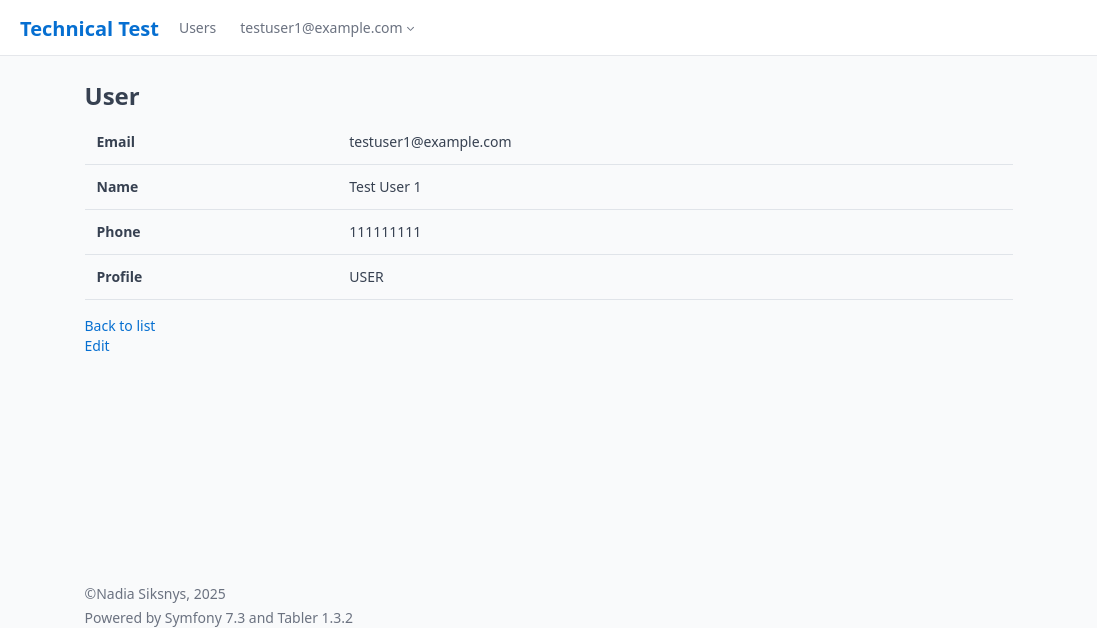 Technical Test Users testuser1@example.com
User
Email testuser1@example.com
Name Test User 1
Phone 111111111
Profile USER
Back to list
Edit
©Nadia Siksnys, 2025
Powered by Symfony 7.3 and Tabler 1.3.2